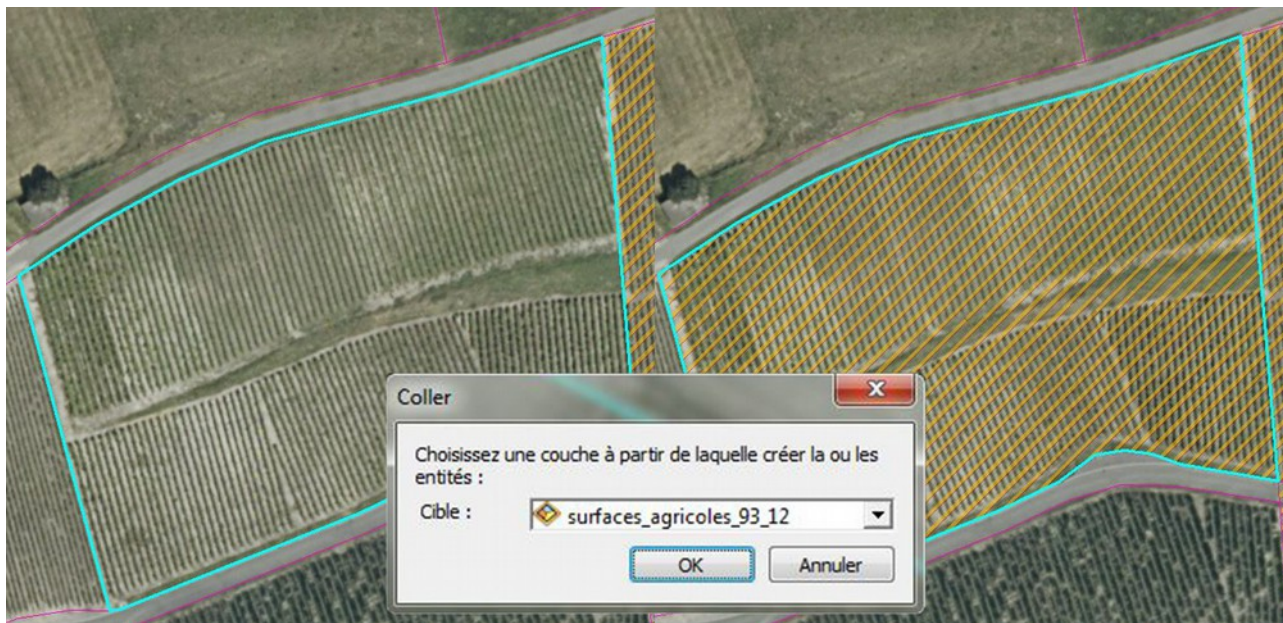 Coller
Choisissez une couche à partir de laquelle créer la ou les
entités :
Cible :
surfaces_agricoles_93_12
OK
Annuler